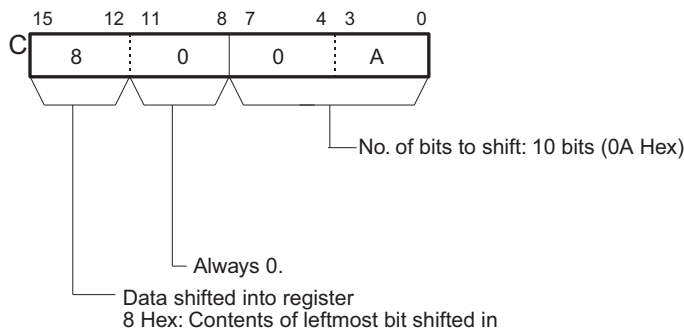 15 12 11 8 7 4 3 0
C 8 0 0 A
No. of bits to shift: 10 bits (0A Hex)
Always 0.
Data shifted into register
8 Hex: Contents of leftmost bit shifted in